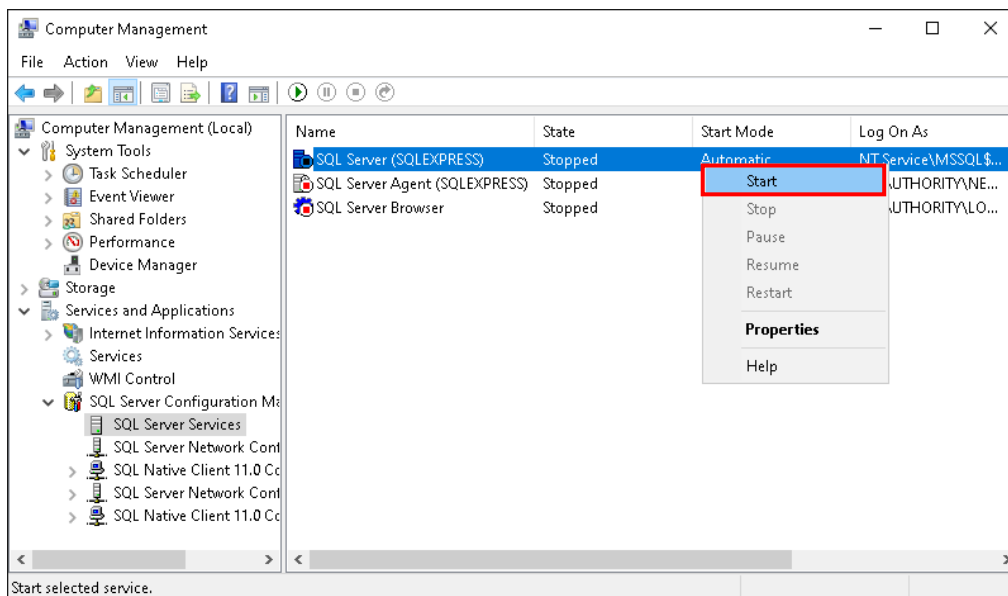 Computer Management
File Action View Help
Computer Management (Local)
System Tools
Task Scheduler
Event Viewer
Shared Folders
Performance
Device Manager
Storage
Services and Applications
Internet Information Services
Services
WMI Control
SQL Server Configuration Ma
SQL Server Services
SQL Server Network Conf
SQL Native Client 11.0 Co
SQL Server Network Conf
SQL Native Client 11.0 Co
Name State Start Mode Log On As
SQL Server (SQLEXPRESS) Stopped Automatic NT Service\MSSQL$...
SQL Server Agent (SQLEXPRESS) Stopped \UTHORITY\NE...
SQL Server Browser Stopped \UTHORITY\LO...
Start
Stop
Pause
Resume
Restart
Properties
Help
Start selected service.